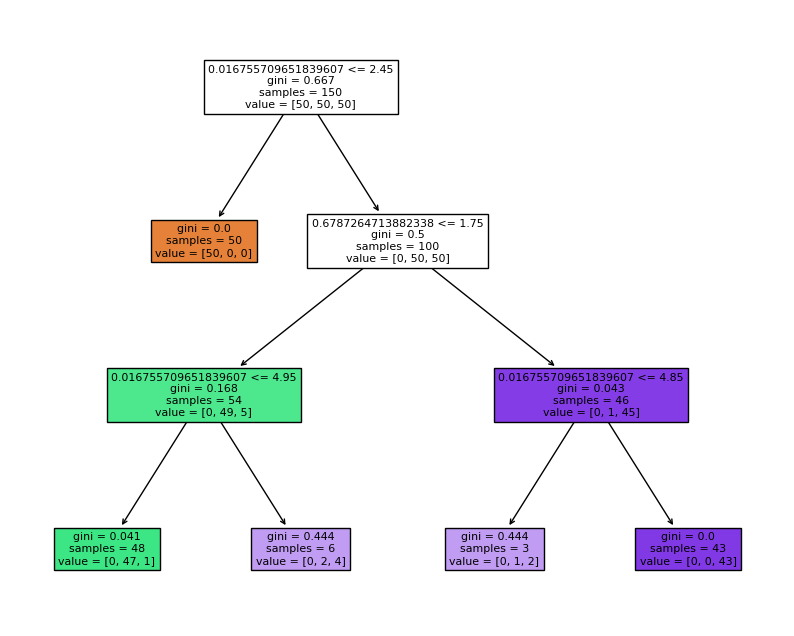 0.016755709651839607 <= 2.45
gini = 0.667
samples = 150
value = [50, 50, 50]
gini = 0.0
samples = 50
value = [50, 0, 0]
0.6787264713882338 <= 1.75
gini = 0.5
samples = 100
value = [0, 50, 50]
0.016755709651839607 <= 4.95
gini = 0.168
samples = 54
value = [0, 49, 5]
0.016755709651839607 <= 4.85
gini = 0.043
samples = 46
value = [0, 1, 45]
gini = 0.041
samples = 48
value = [0, 47, 1]
gini = 0.444
samples = 6
value = [0, 2, 4]
gini = 0.444
samples = 3
value = [0, 1, 2]
gini = 0.0
samples = 43
value = [0, 0, 43]